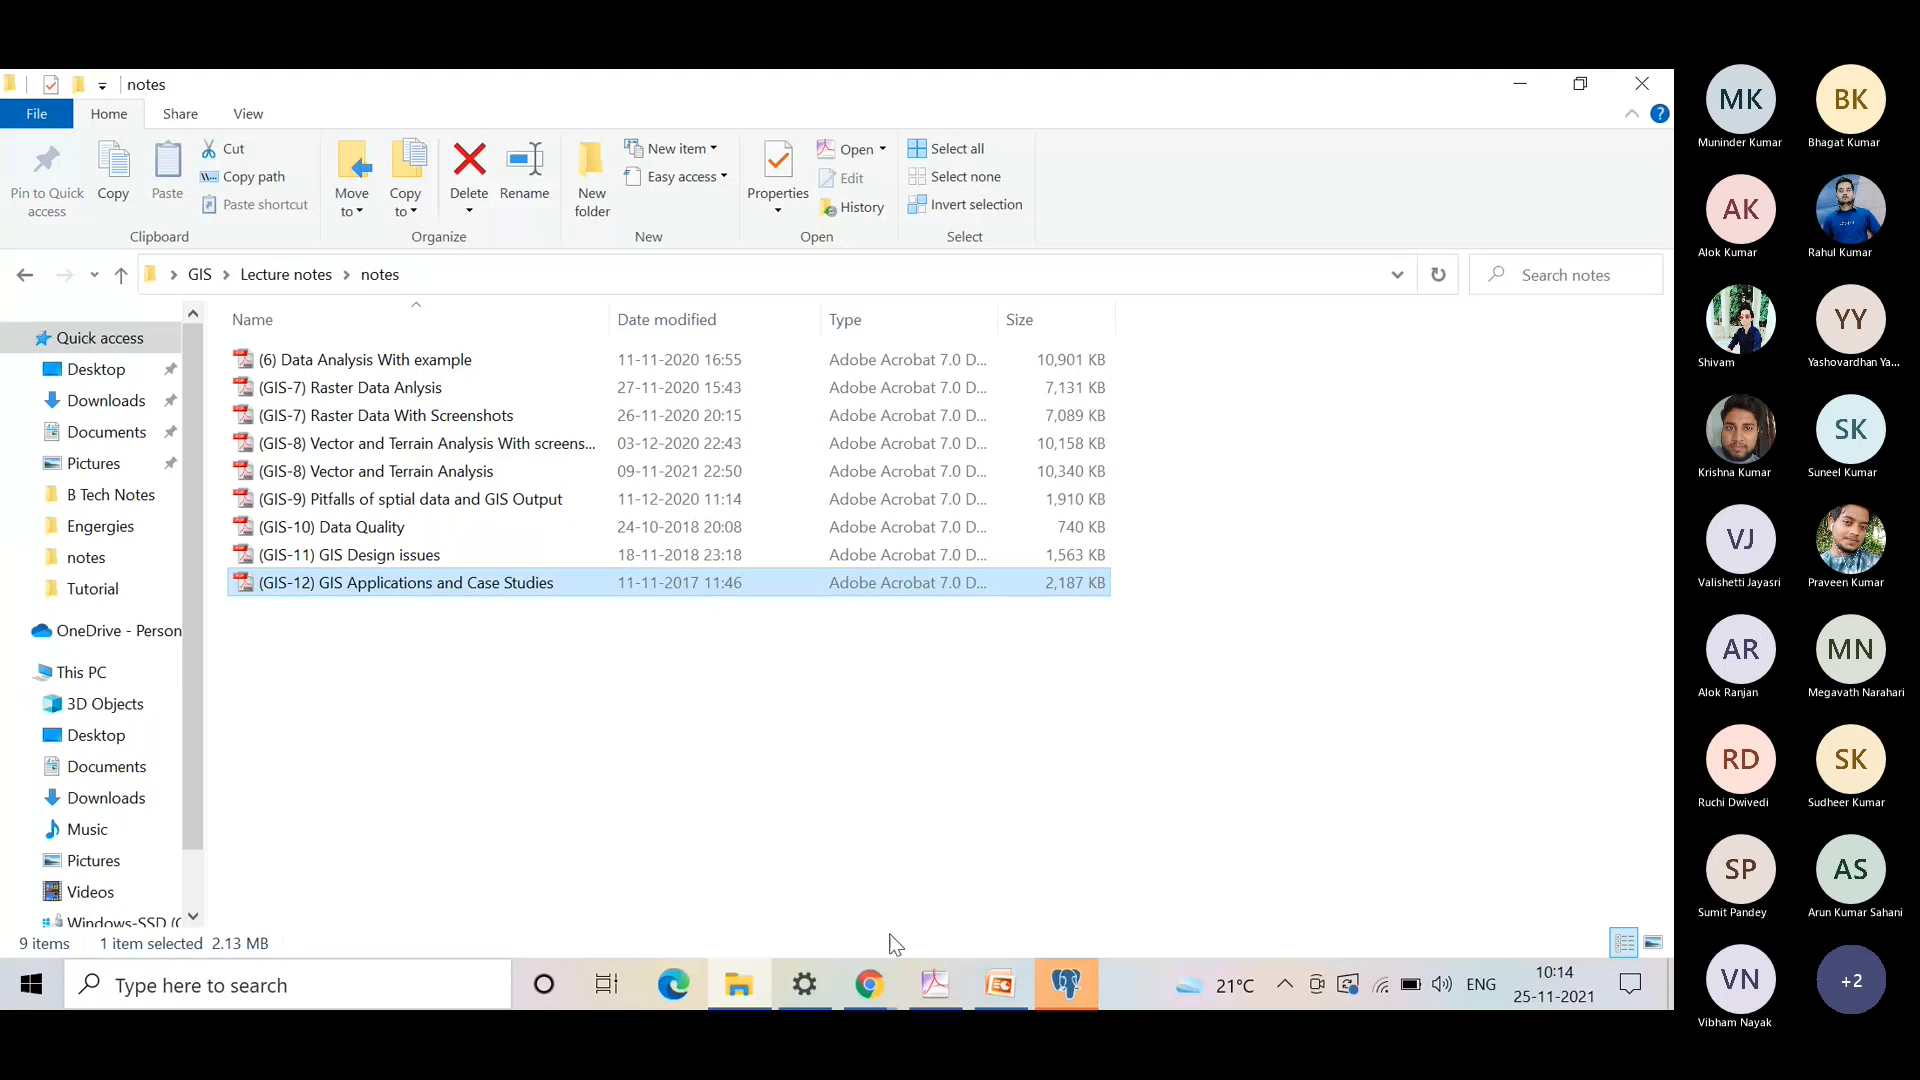 notes
File Home Share View
Pin to Quick access
Copy
Paste
Cut
Copy path
Paste shortcut
Clipboard
Move to
Copy to
Delete
Rename
Organize
New folder
New item
Easy access
New
Properties
Open
Edit
History
Open
Select all
Select none
Invert selection
Select
GIS > Lecture notes > notes
Search notes
Quick access
Desktop
Downloads
Documents
Pictures
B Tech Notes
Engergies
notes
Tutorial
OneDrive - Person
This PC
3D Objects
Desktop
Documents
Downloads
Music
Pictures
Videos
Windows-SSD (C
Name Date modified Type Size
(6) Data Analysis With example 11-11-2020 16:55 Adobe Acrobat 7.0 D... 10,901 KB
(GIS-7) Raster Data Anlysis 27-11-2020 15:43 Adobe Acrobat 7.0 D... 7,131 KB
(GIS-7) Raster Data With Screenshots 26-11-2020 20:15 Adobe Acrobat 7.0 D... 7,089 KB
(GIS-8) Vector and Terrain Analysis With screens... 03-12-2020 22:43 Adobe Acrobat 7.0 D... 10,158 KB
(GIS-8) Vector and Terrain Analysis 09-11-2021 22:50 Adobe Acrobat 7.0 D... 10,340 KB
(GIS-9) Pitfalls of sptial data and GIS Output 11-12-2020 11:14 Adobe Acrobat 7.0 D... 1,910 KB
(GIS-10) Data Quality 24-10-2018 20:08 Adobe Acrobat 7.0 D... 740 KB
(GIS-11) GIS Design issues 18-11-2018 23:18 Adobe Acrobat 7.0 D... 1,563 KB
(GIS-12) GIS Applications and Case Studies 11-11-2017 11:46 Adobe Acrobat 7.0 D... 2,187 KB
9 items 1 item selected 2.13 MB
Type here to search
21°C
ENG
10:14
25-11-2021
MK BK
Muninder Kumar Bhagat Kumar
AK
Alok Kumar Rahul Kumar
YY
Shivam Yashovardhan Ya...
SK
Krishna Kumar Suneel Kumar
VJ
Valishetti Jayasri Praveen Kumar
AR MN
Alok Ranjan Megavath Narahari
RD SK
Ruchi Dwivedi Sudheer Kumar
SP AS
Sumit Pandey Arun Kumar Sahani
VN +2
Vibham Nayak